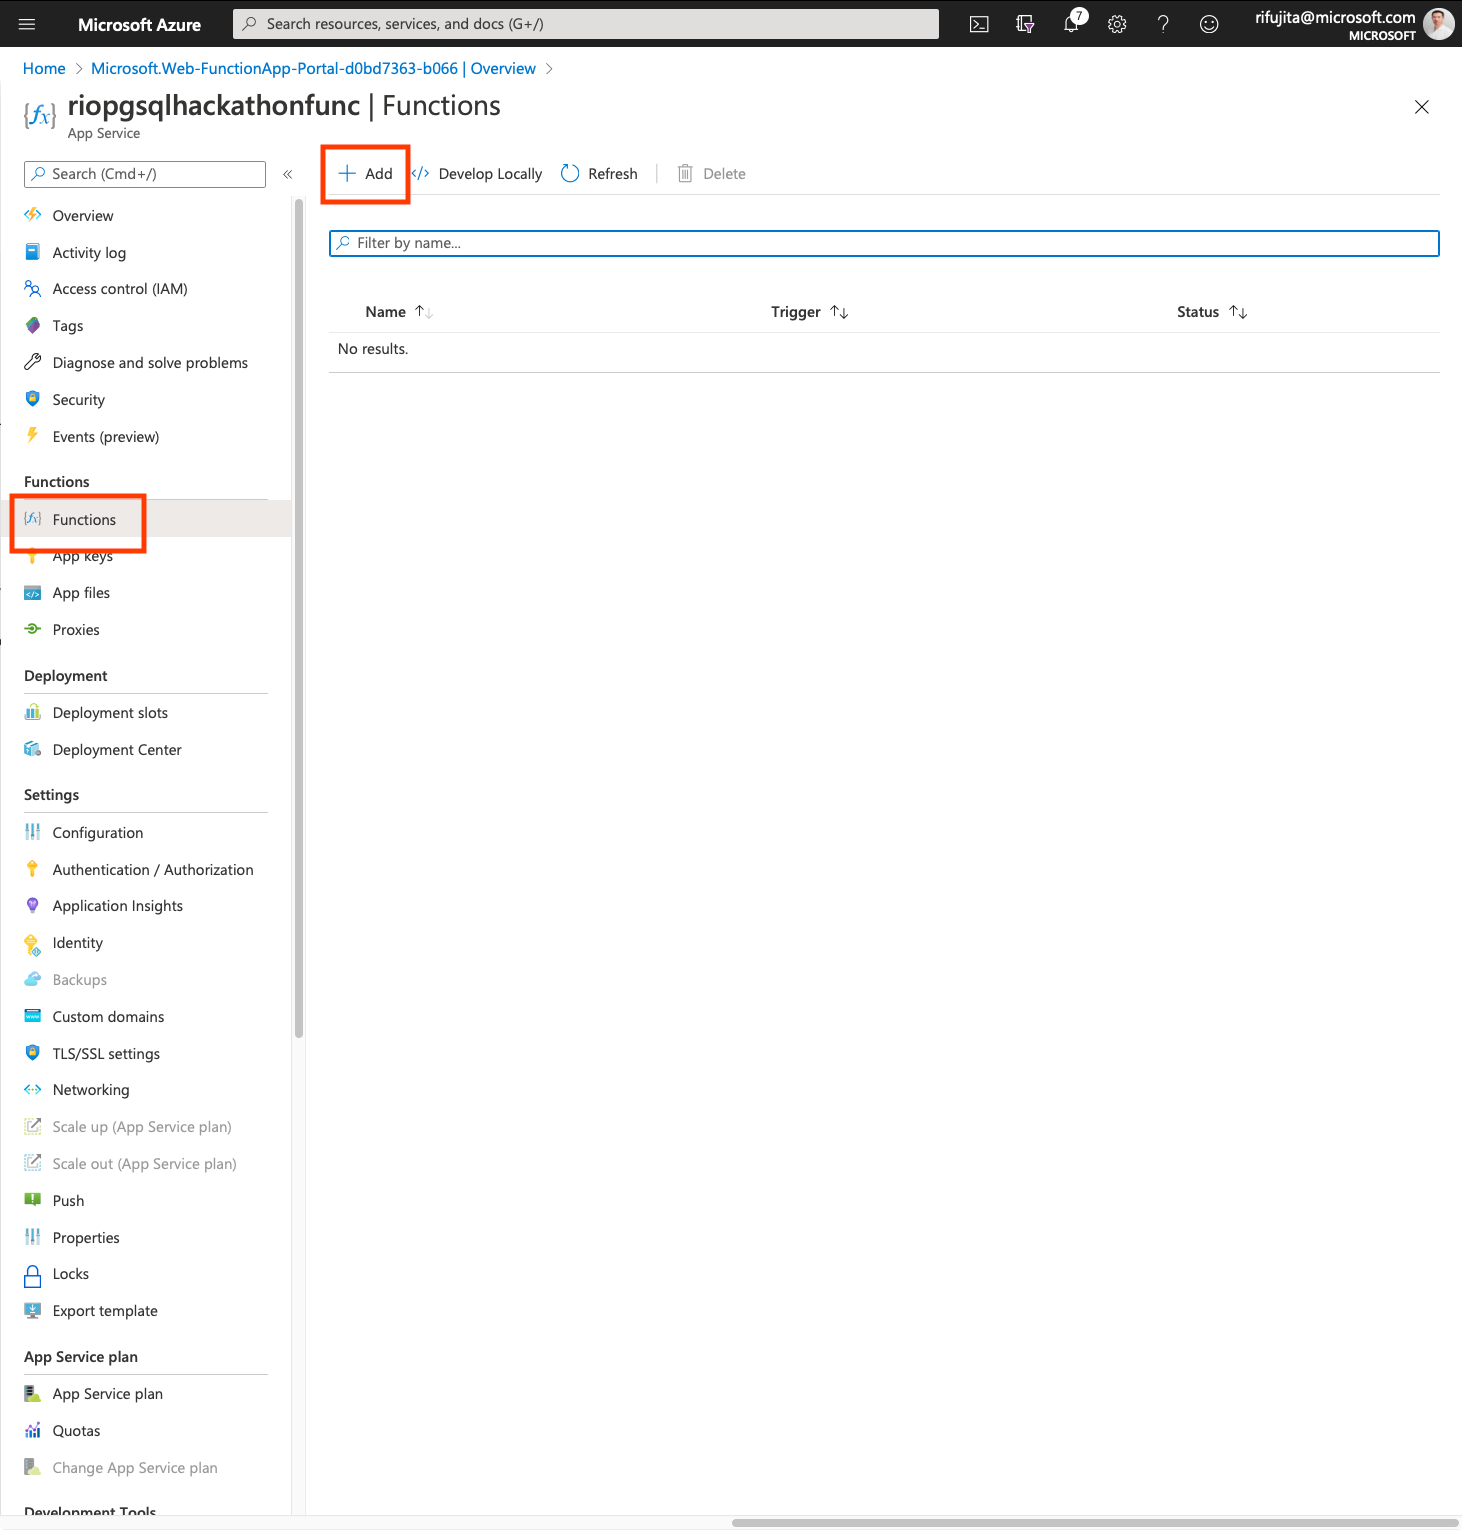 Microsoft Azure
Search resources, services, and docs (G+/)
7
rifujita@microsoft.com
MICROSOFT
Home > Microsoft.Web-FunctionApp-Portal-d0bd7363-b066 | Overview >
{fx} riopgsqlhackathonfunc | Functions
App Service
Search (Cmd+/)
«
+ Add
</> Develop Locally
Refresh
Delete
Filter by name...
Name ↑↓
Trigger ↑↓
Status ↑↓
No results.
Overview
Activity log
Access control (IAM)
Tags
Diagnose and solve problems
Security
Events (preview)
Functions
{fx} Functions
App keys
App files
Proxies
Deployment
Deployment slots
Deployment Center
Settings
Configuration
Authentication / Authorization
Application Insights
Identity
Backups
Custom domains
TLS/SSL settings
Networking
Scale up (App Service plan)
Scale out (App Service plan)
Push
Properties
Locks
Export template
App Service plan
App Service plan
Quotas
Change App Service plan
Development Tools